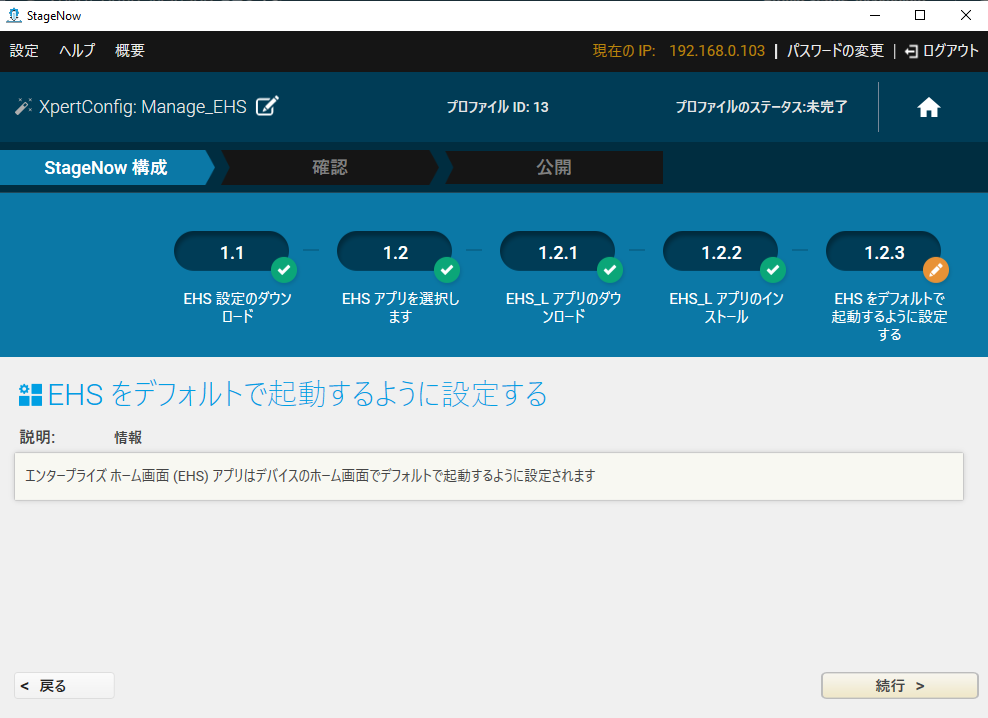 StageNow
設定 ヘルプ 概要 現在の IP: 192.168.0.103 | パスワードの変更 | ログアウト
XpertConfig: Manage_EHS プロファイル ID: 13 プロファイルのステータス:未完了
StageNow 構成 確認 公開
1.1 1.2 1.2.1 1.2.2 1.2.3
EHS 設定のダウン
ロード
EHS アプリを選択し
ます
EHS_L アプリのダウ
ンロード
EHS_L アプリのイン
ストール
EHS をデフォルトで
起動するように設定
する
EHS をデフォルトで起動するように設定する
説明: 情報
エンタープライズ ホーム画面 (EHS) アプリはデバイスのホーム画面でデフォルトで起動するように設定されます
< 戻る 続行 >